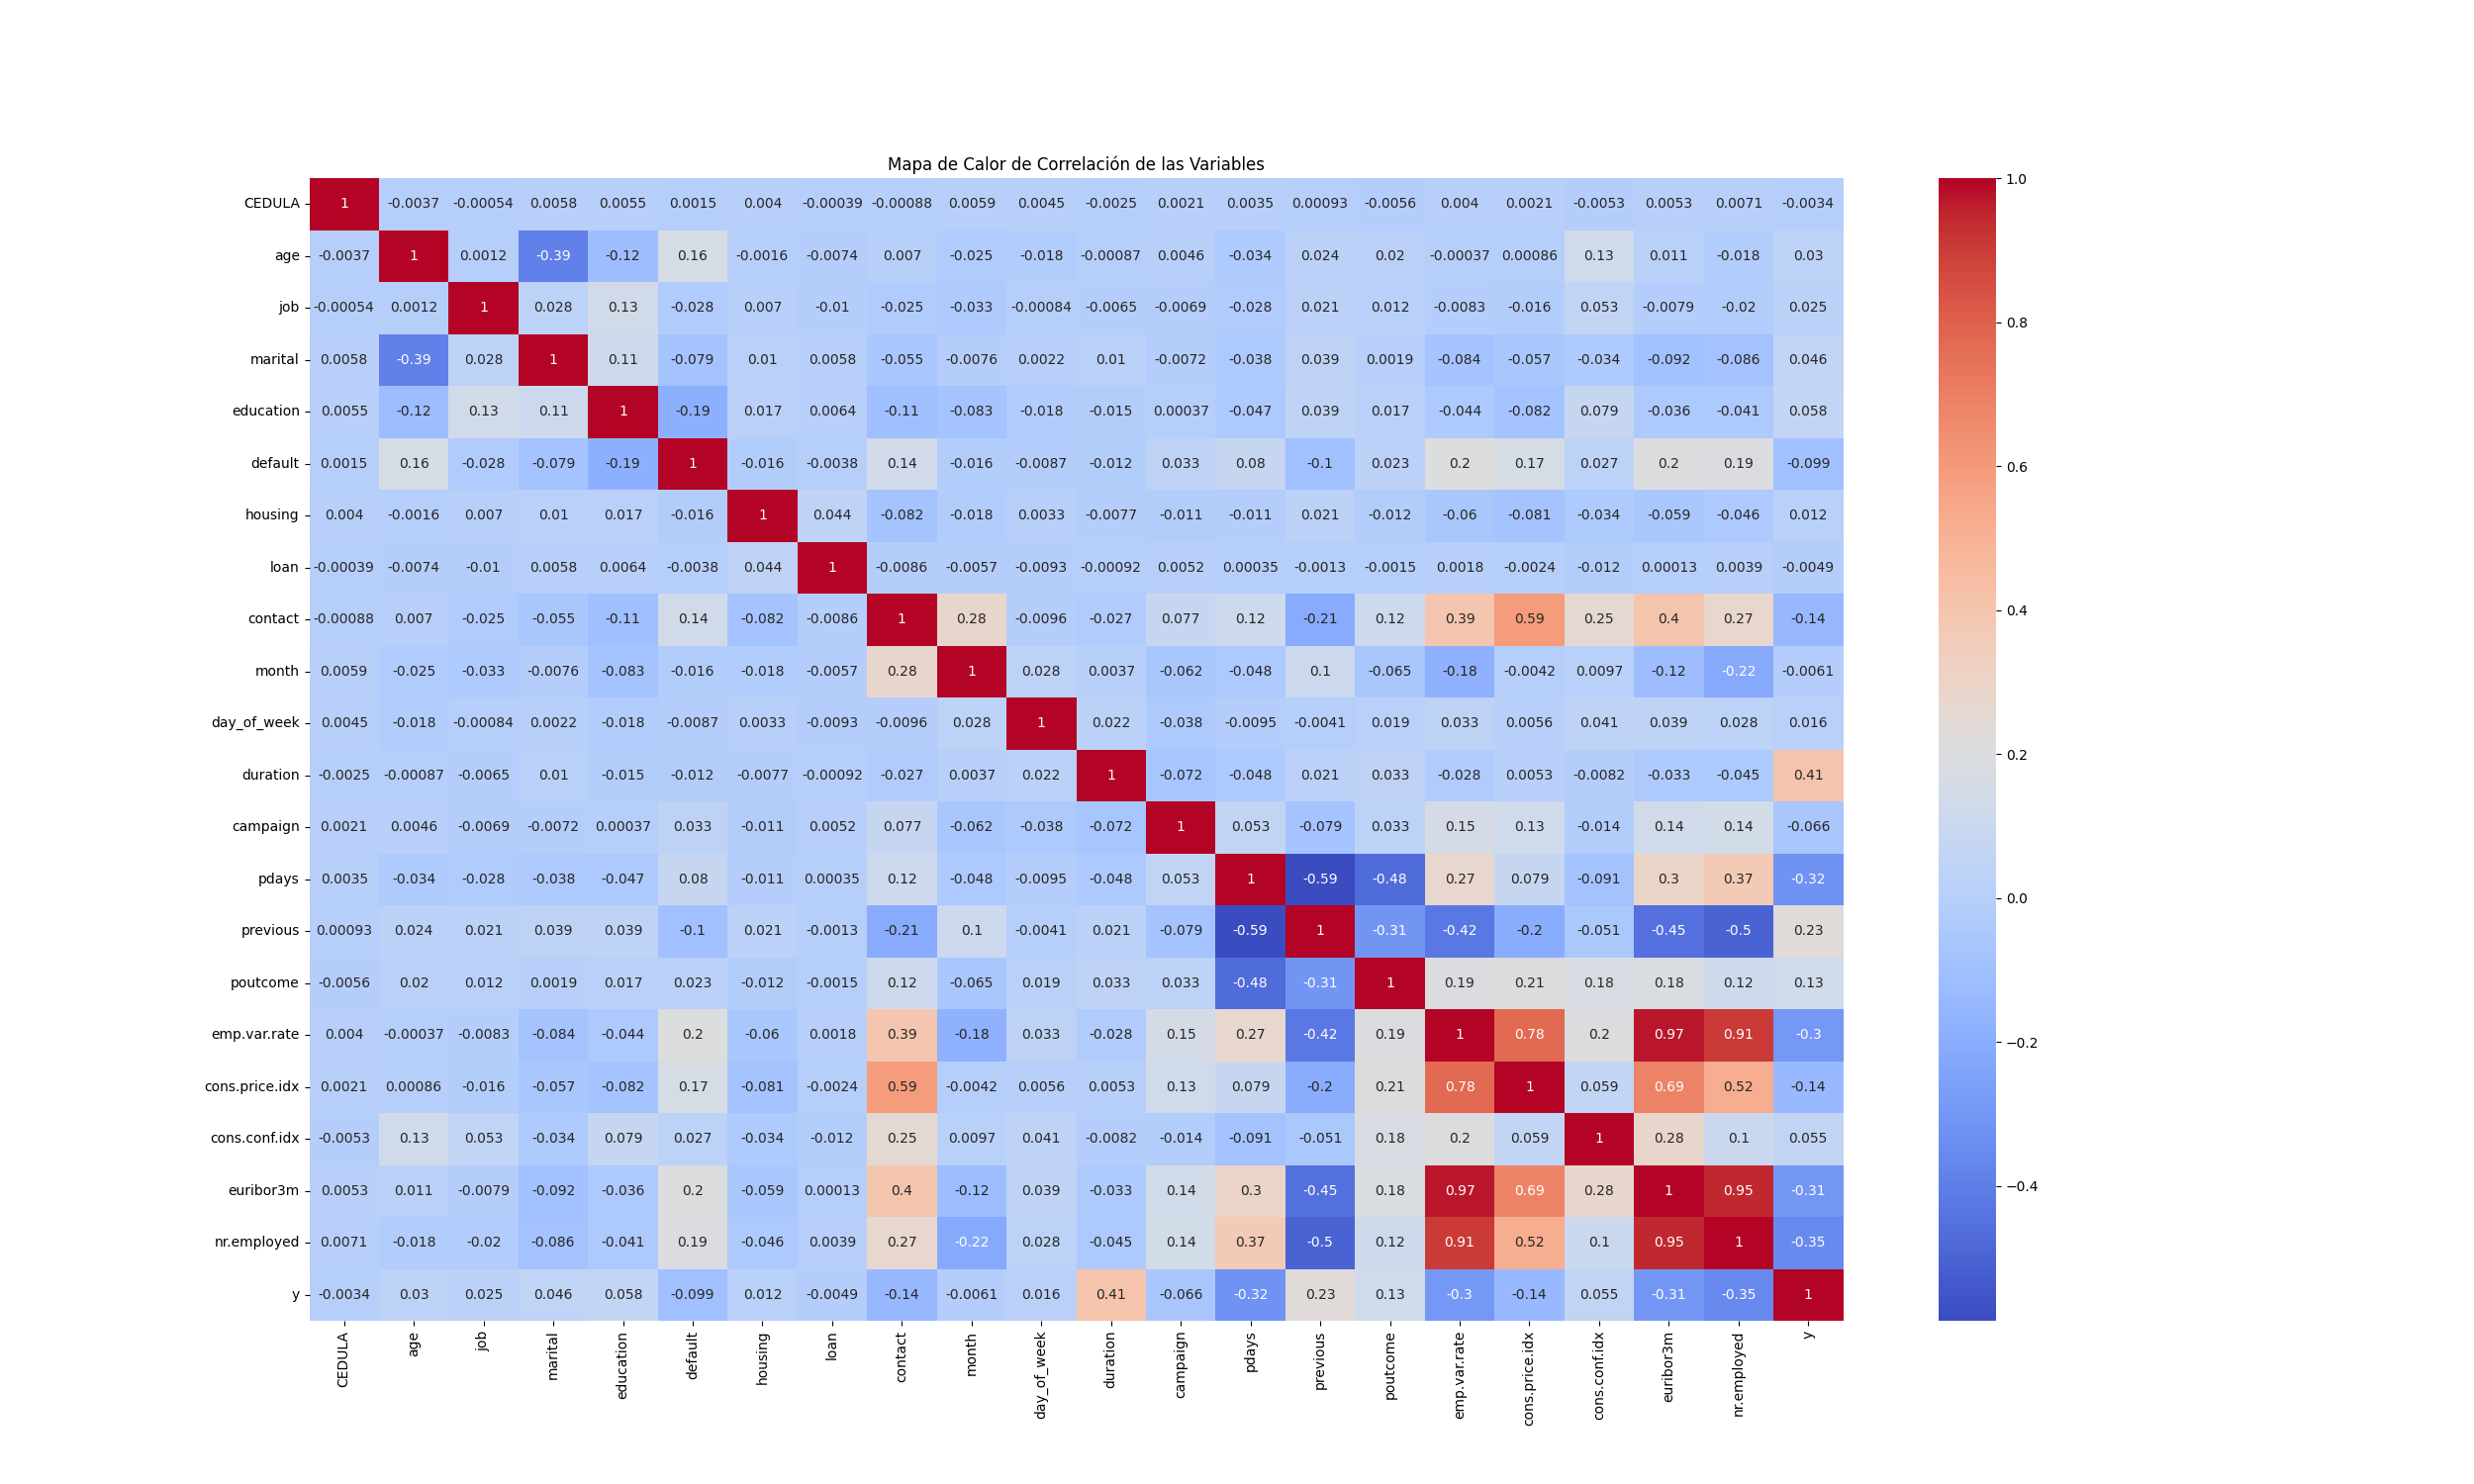 Mapa de Calor de Correlación de las Variables
CEDULA 1 -0.0037 -0.00054 0.0058 0.0055 0.0015 0.004 -0.00039 -0.00088 0.0059 0.0045 -0.0025 0.0021 0.0035 0.00093 -0.0056 0.004 0.0021 -0.0053 0.0053 0.0071 -0.0034
age -0.0037 1 0.0012 -0.39 -0.12 0.16 -0.0016 -0.0074 0.007 -0.025 -0.018 -0.00087 0.0046 -0.034 0.024 0.02 -0.00037 0.00086 0.13 0.011 -0.018 0.03
job -0.00054 0.0012 1 0.028 0.13 -0.028 0.007 -0.01 -0.025 -0.033 -0.00084 -0.0065 -0.0069 -0.028 0.021 0.012 -0.0083 -0.016 0.053 -0.0079 -0.02 0.025
marital 0.0058 -0.39 0.028 1 0.11 -0.079 0.01 0.0058 -0.055 -0.0076 0.0022 0.01 -0.0072 -0.038 0.039 0.0019 -0.084 -0.057 -0.034 -0.092 -0.086 0.046
education 0.0055 -0.12 0.13 0.11 1 -0.19 0.017 0.0064 -0.11 -0.083 -0.018 -0.015 0.00037 -0.047 0.039 0.017 -0.044 -0.082 0.079 -0.036 -0.041 0.058
default 0.0015 0.16 -0.028 -0.079 -0.19 1 -0.016 -0.0038 0.14 -0.016 -0.0087 -0.012 0.033 0.08 -0.1 0.023 0.2 0.17 0.027 0.2 0.19 -0.099
housing 0.004 -0.0016 0.007 0.01 0.017 -0.016 1 0.044 -0.082 -0.018 0.0033 -0.0077 -0.011 -0.011 0.021 -0.012 -0.06 -0.081 -0.034 -0.059 -0.046 0.012
loan -0.00039 -0.0074 -0.01 0.0058 0.0064 -0.0038 0.044 1 -0.0086 -0.0057 -0.0093 -0.00092 0.0052 0.00035 -0.0013 -0.0015 0.0018 -0.0024 -0.012 0.00013 0.0039 -0.0049
contact -0.00088 0.007 -0.025 -0.055 -0.11 0.14 -0.082 -0.0086 1 0.28 -0.0096 -0.027 0.077 0.12 -0.21 0.12 0.39 0.59 0.25 0.4 0.27 -0.14
month 0.0059 -0.025 -0.033 -0.0076 -0.083 -0.016 -0.018 -0.0057 0.28 1 0.028 0.0037 -0.062 -0.048 0.1 -0.065 -0.18 -0.0042 0.0097 -0.12 -0.22 -0.0061
day_of_week 0.0045 -0.018 -0.00084 0.0022 -0.018 -0.0087 0.0033 -0.0093 -0.0096 0.028 1 0.022 -0.038 -0.0095 -0.0041 0.019 0.033 0.0056 0.041 0.039 0.028 0.016
duration -0.0025 -0.00087 -0.0065 0.01 -0.015 -0.012 -0.0077 -0.00092 -0.027 0.0037 0.022 1 -0.072 -0.048 0.021 0.033 -0.028 0.0053 -0.0082 -0.033 -0.045 0.41
campaign 0.0021 0.0046 -0.0069 -0.0072 0.00037 0.033 -0.011 0.0052 0.077 -0.062 -0.038 -0.072 1 0.053 -0.079 0.033 0.15 0.13 -0.014 0.14 0.14 -0.066
pdays 0.0035 -0.034 -0.028 -0.038 -0.047 0.08 -0.011 0.00035 0.12 -0.048 -0.0095 -0.048 0.053 1 -0.59 -0.48 0.27 0.079 -0.091 0.3 0.37 -0.32
previous 0.00093 0.024 0.021 0.039 0.039 -0.1 0.021 -0.0013 -0.21 0.1 -0.0041 0.021 -0.079 -0.59 1 -0.31 -0.42 -0.2 -0.051 -0.45 -0.5 0.23
poutcome -0.0056 0.02 0.012 0.0019 0.017 0.023 -0.012 -0.0015 0.12 -0.065 0.019 0.033 0.033 -0.48 -0.31 1 0.19 0.21 0.18 0.18 0.12 0.13
emp.var.rate 0.004 -0.00037 -0.0083 -0.084 -0.044 0.2 -0.06 0.0018 0.39 -0.18 0.033 -0.028 0.15 0.27 -0.42 0.19 1 0.78 0.2 0.97 0.91 -0.3
cons.price.idx 0.0021 0.00086 -0.016 -0.057 -0.082 0.17 -0.081 -0.0024 0.59 -0.0042 0.0056 0.0053 0.13 0.079 -0.2 0.21 0.78 1 0.059 0.69 0.52 -0.14
cons.conf.idx -0.0053 0.13 0.053 -0.034 0.079 0.027 -0.034 -0.012 0.25 0.0097 0.041 -0.0082 -0.014 -0.091 -0.051 0.18 0.2 0.059 1 0.28 0.1 0.055
euribor3m 0.0053 0.011 -0.0079 -0.092 -0.036 0.2 -0.059 0.00013 0.4 -0.12 0.039 -0.033 0.14 0.3 -0.45 0.18 0.97 0.69 0.28 1 0.95 -0.31
nr.employed 0.0071 -0.018 -0.02 -0.086 -0.041 0.19 -0.046 0.0039 0.27 -0.22 0.028 -0.045 0.14 0.37 -0.5 0.12 0.91 0.52 0.1 0.95 1 -0.35
y -0.0034 0.03 0.025 0.046 0.058 -0.099 0.012 -0.0049 -0.14 -0.0061 0.016 0.41 -0.066 -0.32 0.23 0.13 -0.3 -0.14 0.055 -0.31 -0.35 1
CEDULA age job marital education default housing loan contact month day_of_week duration campaign pdays previous poutcome emp.var.rate cons.price.idx cons.conf.idx euribor3m nr.employed y
1.0
0.8
0.6
0.4
0.2
0.0
−0.2
−0.4